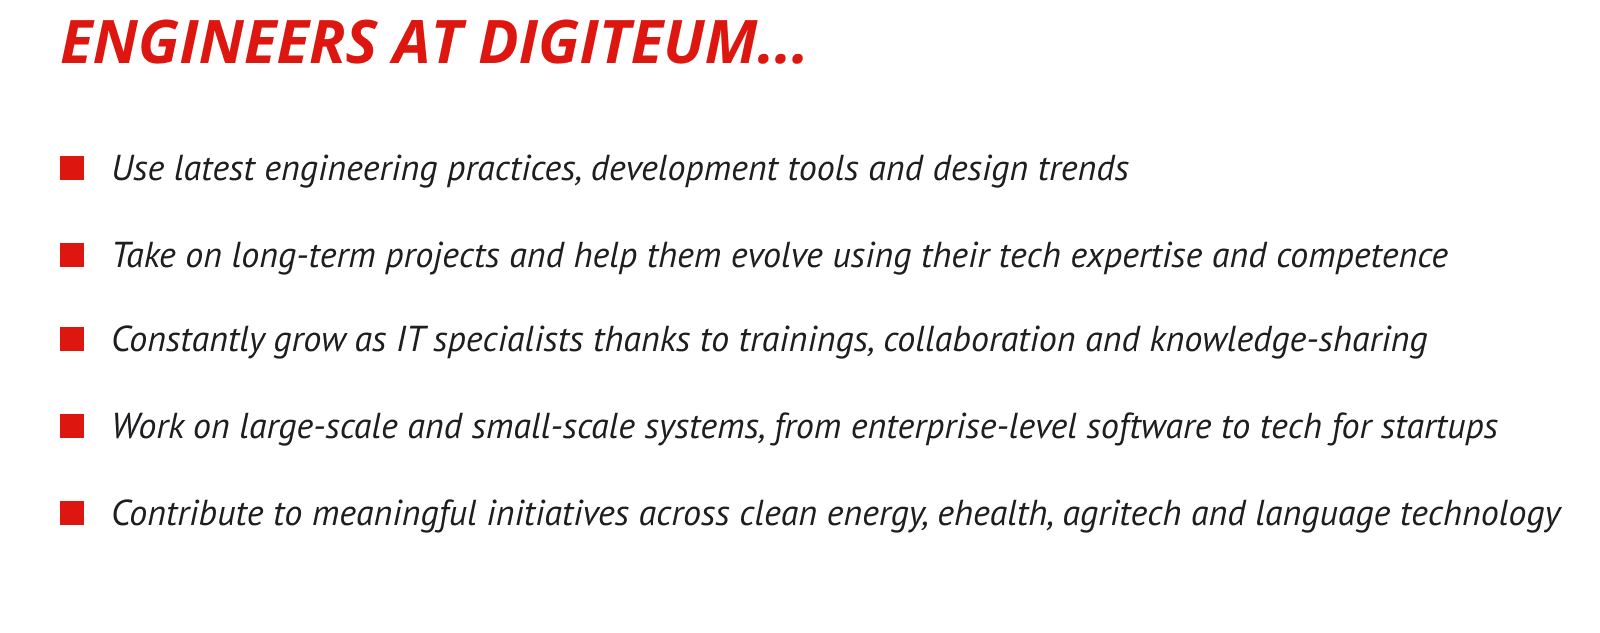 ENGINEERS AT DIGITEUM...
Use latest engineering practices, development tools and design trends
Take on long-term projects and help them evolve using their tech expertise and competence
Constantly grow as IT specialists thanks to trainings, collaboration and knowledge-sharing
Work on large-scale and small-scale systems, from enterprise-level software to tech for startups
Contribute to meaningful initiatives across clean energy, ehealth, agritech and language technology